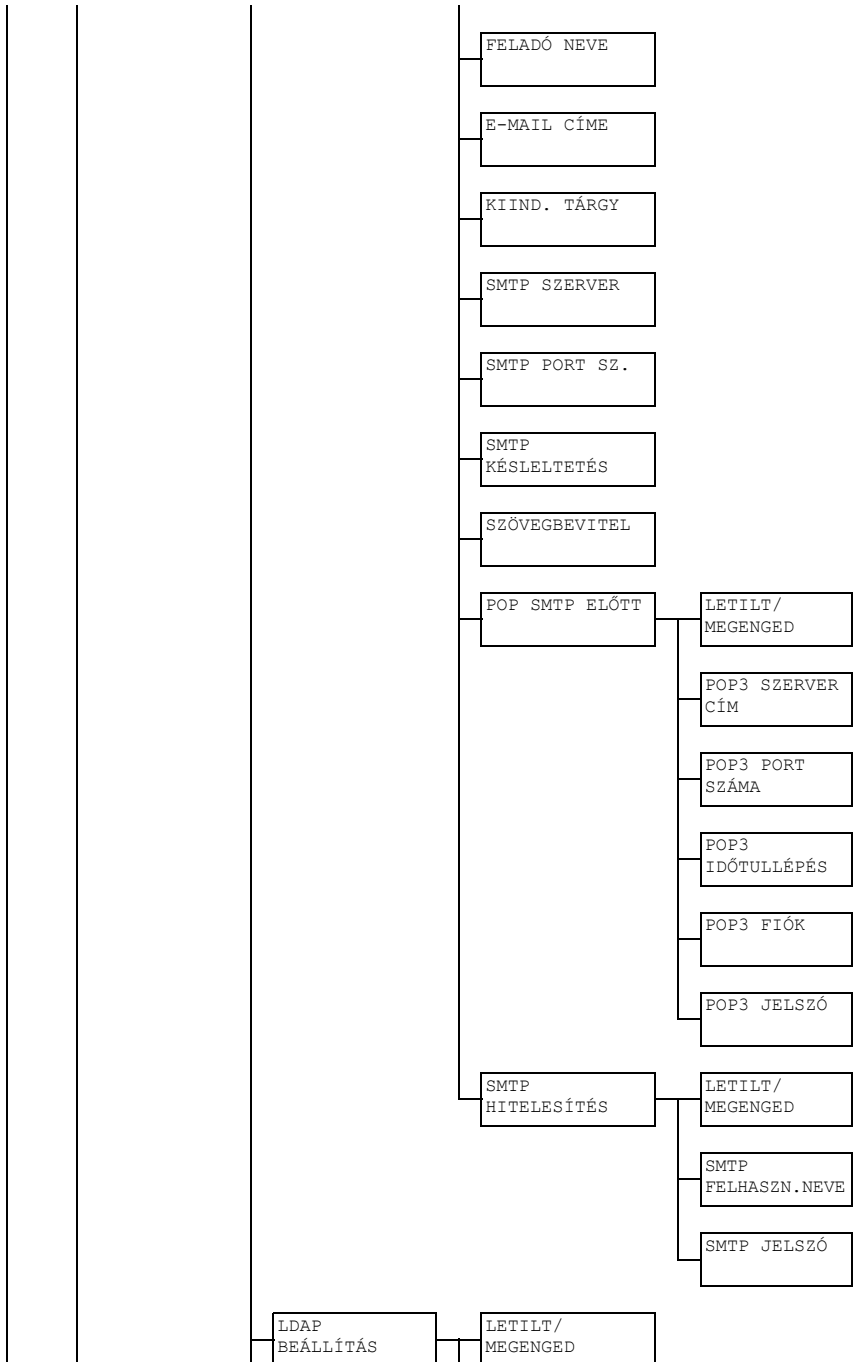 FELADÓ NEVE
E-MAIL CÍME
KIIND. TÁRGY
SMTP SZERVER
SMTP PORT SZ.
SMTP
KÉSLELTETÉS
SZÖVEGBEVITEL
POP SMTP ELŐTT
LETILT/
MEGENGED
POP3 SZERVER
CÍM
POP3 PORT
SZÁMA
POP3
IDŐTULLÉPÉS
POP3 FIÓK
POP3 JELSZÓ
SMTP
HITELESÍTÉS
LETILT/
MEGENGED
SMTP
FELHASZN.NEVE
SMTP JELSZÓ
LDAP
BEÁLLÍTÁS
LETILT/
MEGENGED